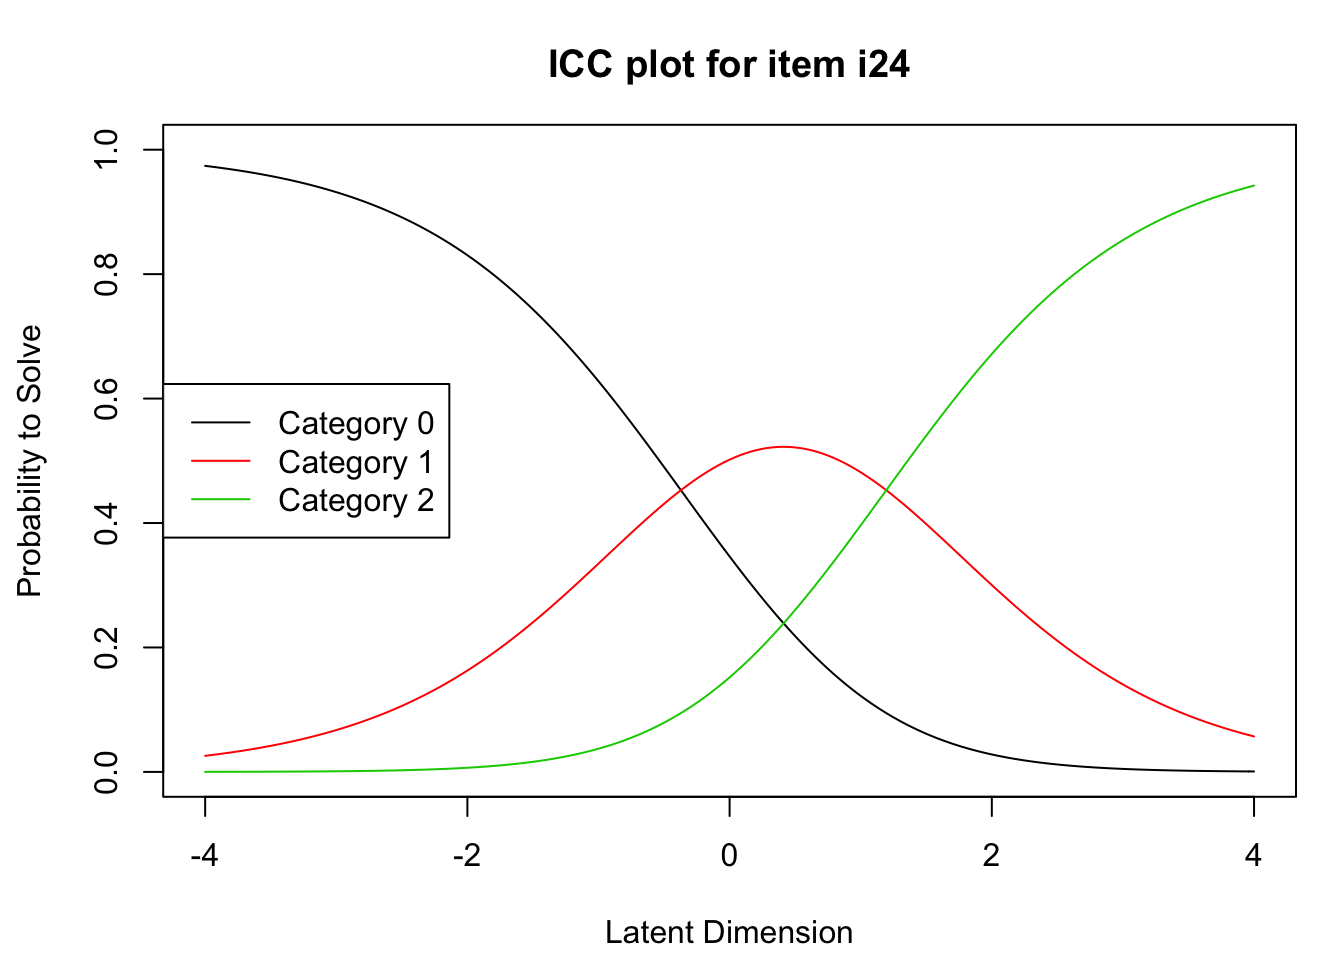 ICC plot for item i24
Probability to Solve
1.0
0.8
0.6
0.4
0.2
0.0
Category 0
Category 1
Category 2
-4 -2 0 2 4
Latent Dimension